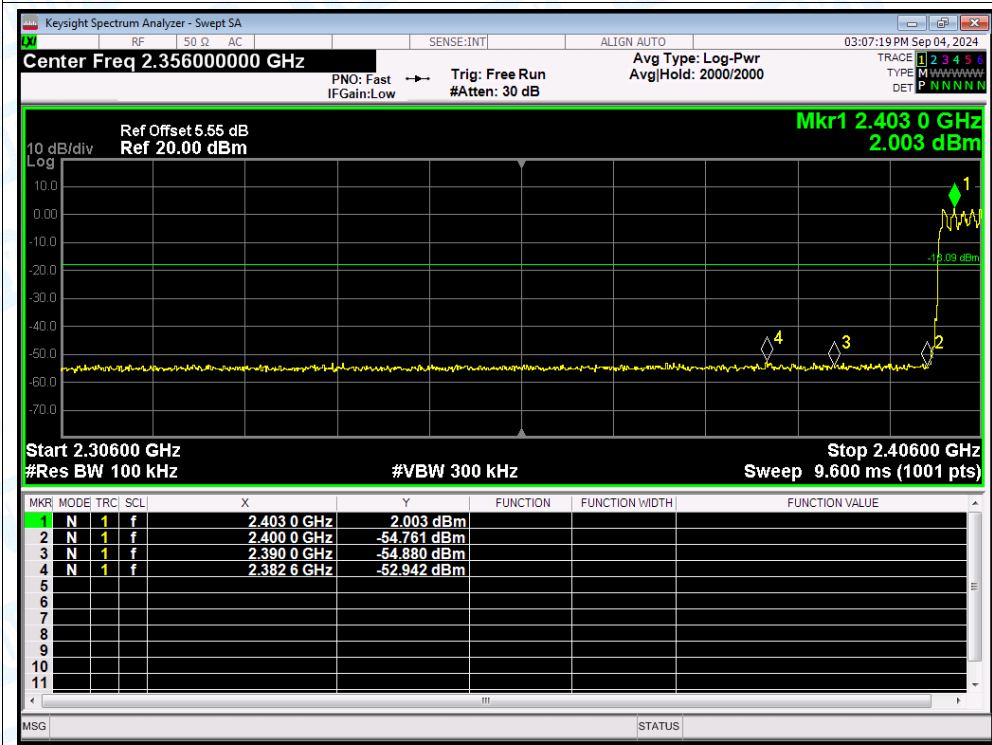 Keysight Spectrum Analyzer - Swept SA
LXI RF 50 Ω AC SENSE:INT ALIGN AUTO 03:07:19 PM Sep 04, 2024
Center Freq 2.356000000 GHz
PNO: Fast
IFGain:Low
Trig: Free Run
#Atten: 30 dB
Avg Type: Log-Pwr
Avg|Hold: 2000/2000
TRACE 1 2 3 4 5 6
TYPE M WWWWW
DET P N N N N N
Mkr1 2.403 0 GHz
2.003 dBm
Ref Offset 5.55 dB
10 dB/div Ref 20.00 dBm
Log
10.0
0.00
-10.0
-20.0
-30.0
-40.0
-50.0
-60.0
-70.0
1
-18.09 dBm
4
3
2
Start 2.30600 GHz Stop 2.40600 GHz
#Res BW 100 kHz #VBW 300 kHz Sweep 9.600 ms (1001 pts)
MKR MODE TRC SCL X Y FUNCTION FUNCTION WIDTH FUNCTION VALUE
1 N 1 f 2.403 0 GHz 2.003 dBm
2 N 1 f 2.400 0 GHz -54.761 dBm
3 N 1 f 2.390 0 GHz -54.880 dBm
4 N 1 f 2.382 6 GHz -52.942 dBm
5
6
7
8
9
10
11
MSG STATUS